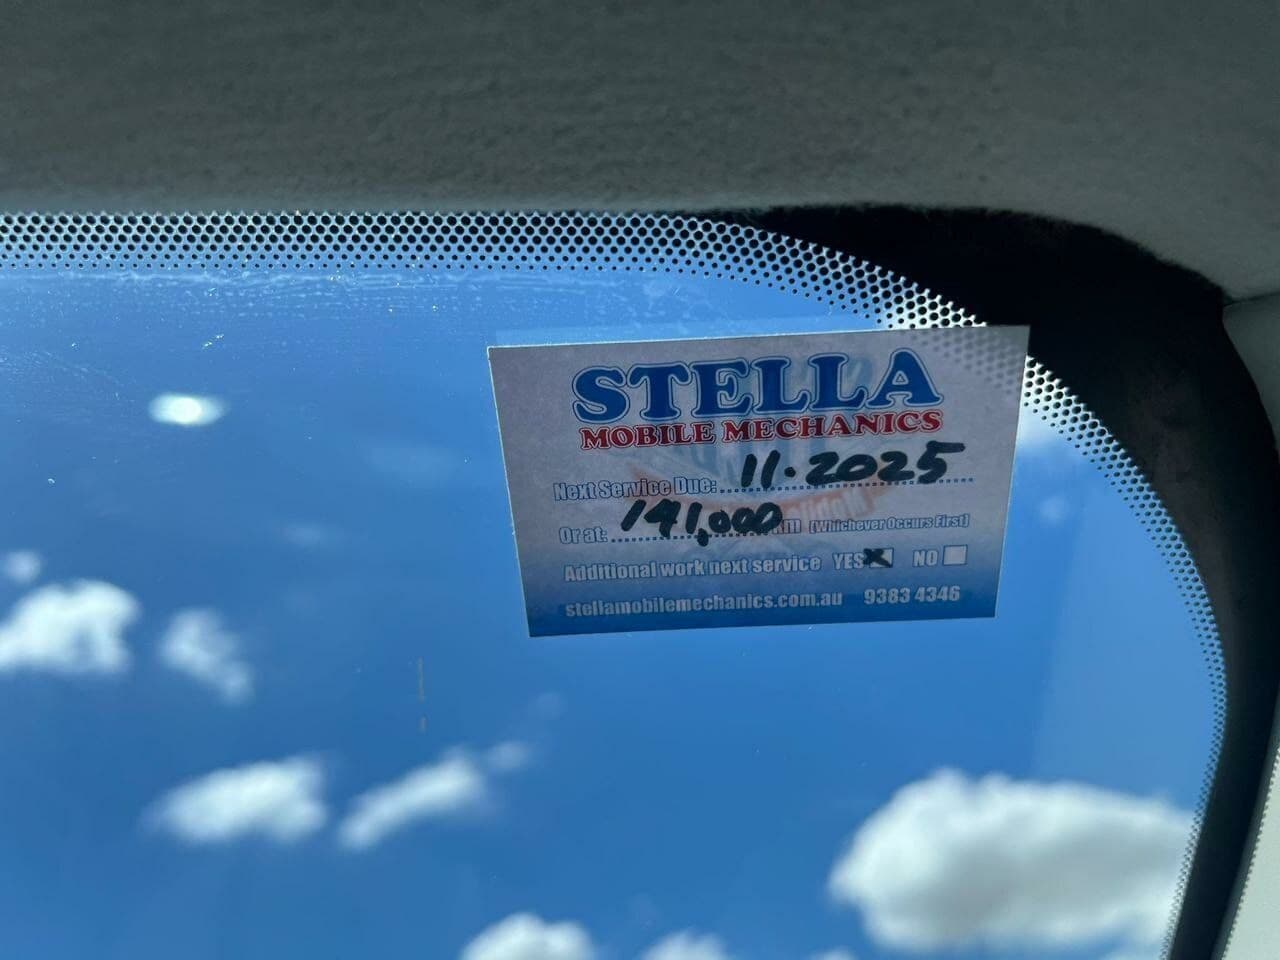 STELLA
MOBILE MECHANICS
Next Service Due: 11.2025
Or at: 141,000 KM (Whichever Occurs First)
Additional work next service YES NO
stellamobilemechanics.com.au 9383 4346